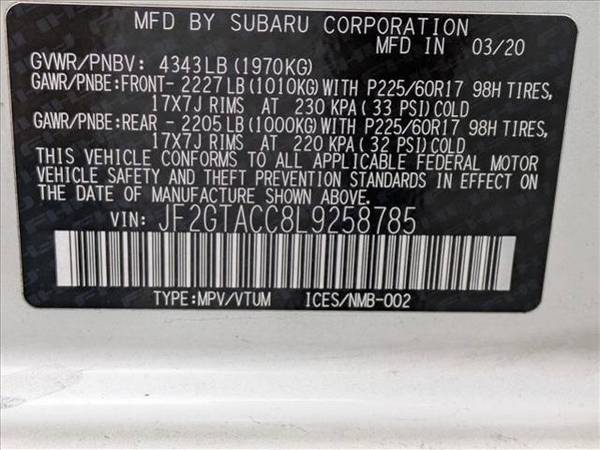 MFD BY SUBARU CORPORATION
GVWR/PNBV: 4343LB (1970KG) IN 03/20
GAWR/PNBE:FRONT- 2227LB (1010KG) WITH P225/60R17 98H TIRES,
17X7J RIMS AT 230 KPA (33 PSI) COLD
GAWR/PNBE:REAR - 2205LB (1000KG) WITH P225/60R17 98H TIRES,
17X7J RIMS AT 220 KPA (32 PSI) COLD
THIS VEHICLE CONFORMS TO ALL APPLICABLE FEDERAL MOTOR
VEHICLE SAFETY AND THEFT PREVENTION STANDARDS IN EFFECT ON
THE DATE OF MANUFACTURE SHOWN ABOVE.
VIN: JF2GTACC8L9258785
TYPE:MPV/VTUM ICES/NMB-002